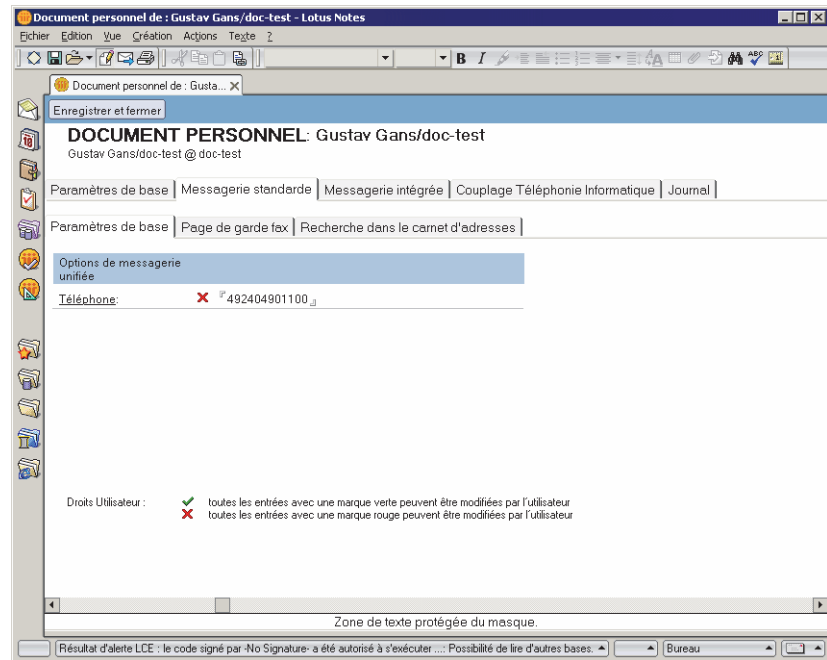 Document personnel de : Gustav Gans/doc-test - Lotus Notes
Fichier Edition Vue Création Actions Texte ?
B I
ABC
Document personnel de : Gusta...
Enregistrer et fermer
DOCUMENT PERSONNEL: Gustav Gans/doc-test
Gustav Gans/doc-test @ doc-test
Paramètres de base Messagerie standarde Messagerie intégrée Couplage Téléphonie Informatique Journal
Paramètres de base Page de garde fax Recherche dans le carnet d'adresses
Options de messagerie
unifiée
Téléphone: 492404901100
Droits Utilisateur : toutes les entrées avec une marque verte peuvent être modifiées par l'utilisateur
toutes les entrées avec une marque rouge peuvent être modifiées par l'utilisateur
Zone de texte protégée du masque.
Résultat d'alerte LCE : le code signé par -No Signature- a été autorisé à s'exécuter ...: Possibilité de lire d'autres bases. Bureau